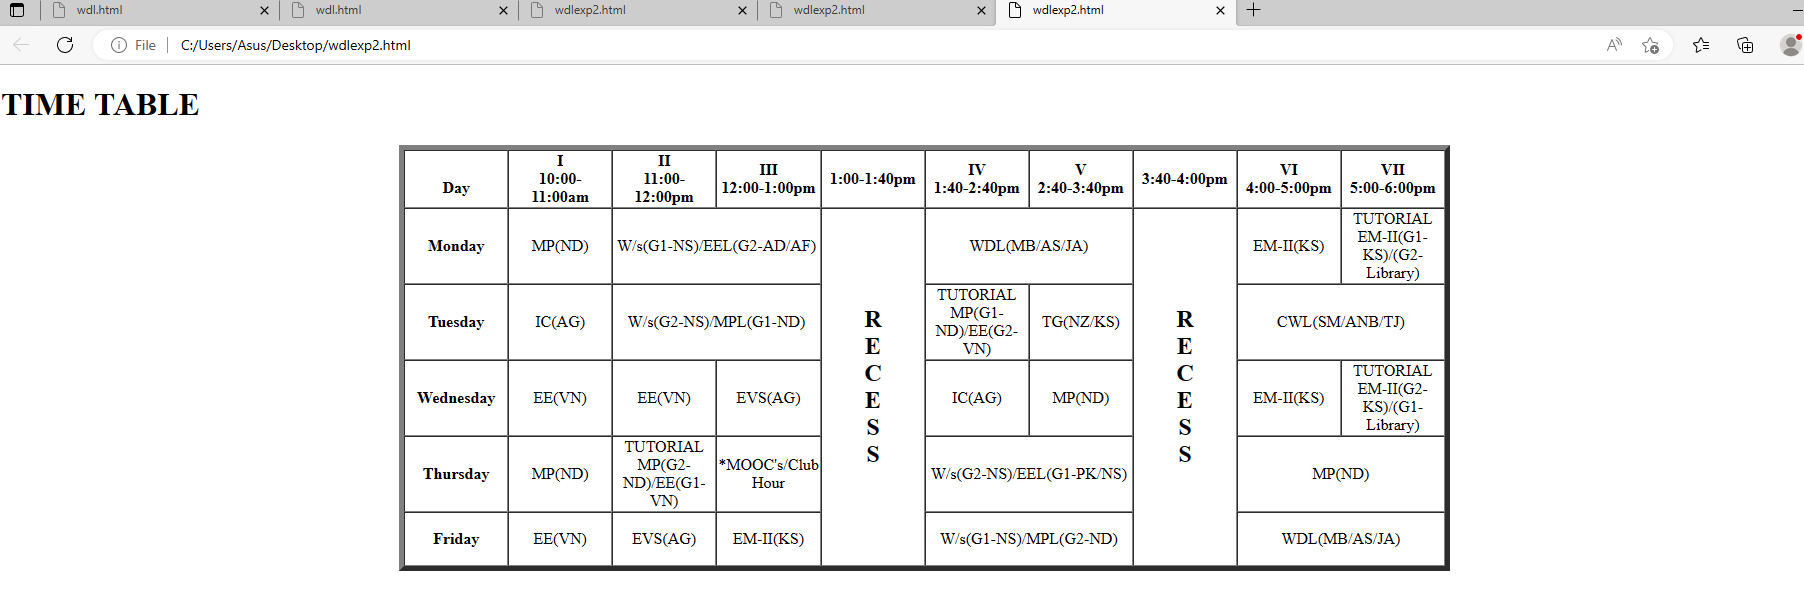 wdl.html
wdl.html
wdlexp2.html
wdlexp2.html
wdlexp2.html
File
C:/Users/Asus/Desktop/wdlexp2.html
TIME TABLE
Day
I
10:00-
11:00am
II
11:00-
12:00pm
III
12:00-1:00pm
1:00-1:40pm
IV
1:40-2:40pm
V
2:40-3:40pm
3:40-4:00pm
VI
4:00-5:00pm
VII
5:00-6:00pm
Monday
MP(ND)
W/s(G1-NS)/EEL(G2-AD/AF)
R
E
C
E
S
S
WDL(MB/AS/JA)
R
E
C
E
S
S
EM-II(KS)
TUTORIAL
EM-II(G1-
KS)/(G2-
Library)
Tuesday
IC(AG)
W/s(G2-NS)/MPL(G1-ND)
TUTORIAL
MP(G1-
ND)/EE(G2-
VN)
TG(NZ/KS)
CWL(SM/ANB/TJ)
Wednesday
EE(VN)
EE(VN)
EVS(AG)
IC(AG)
MP(ND)
EM-II(KS)
TUTORIAL
EM-II(G2-
KS)/(G1-
Library)
Thursday
MP(ND)
TUTORIAL
MP(G2-
ND)/EE(G1-
VN)
*MOOC's/Club
Hour
W/s(G2-NS)/EEL(G1-PK/NS)
MP(ND)
Friday
EE(VN)
EVS(AG)
EM-II(KS)
W/s(G1-NS)/MPL(G2-ND)
WDL(MB/AS/JA)